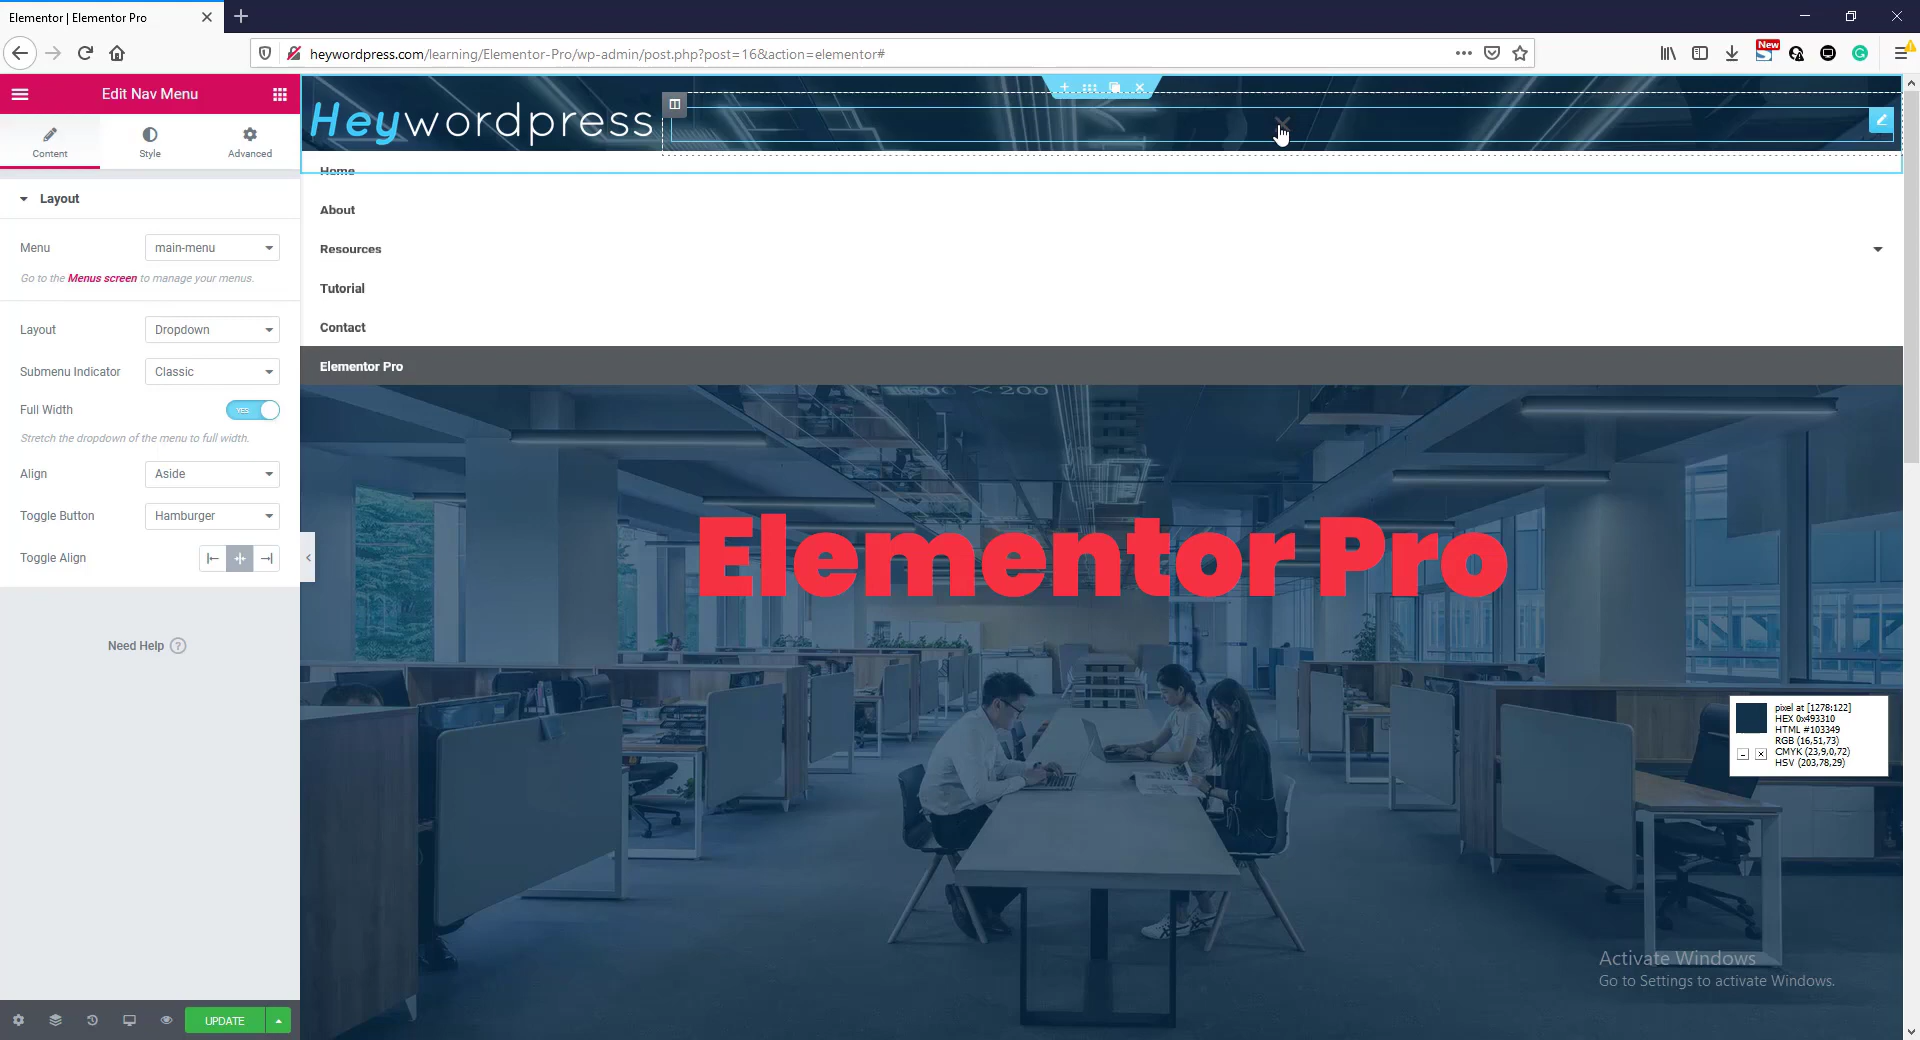 Elementor | Elementor Pro
heywordpress.com/learning/Elementor-Pro/wp-admin/post.php?post=16&action=elementor#
New
Edit Nav Menu
Content
Style
Advanced
Layout
Menu
main-menu
Go to the Menus screen to manage your menus.
Layout
Dropdown
Submenu Indicator
Classic
Full Width
YES
Stretch the dropdown of the menu to full width.
Align
Aside
Toggle Button
Hamburger
Toggle Align
Need Help ?
UPDATE
Heywordpress
Home
About
Resources
Tutorial
Contact
Elementor Pro
1600 × 200
Elementor Pro
pixel at [1278:122]
HEX 0x493310
HTML #103349
RGB (16,51,73)
CMYK (23,9,0,72)
HSV (203,78,29)
Activate Windows
Go to Settings to activate Windows.